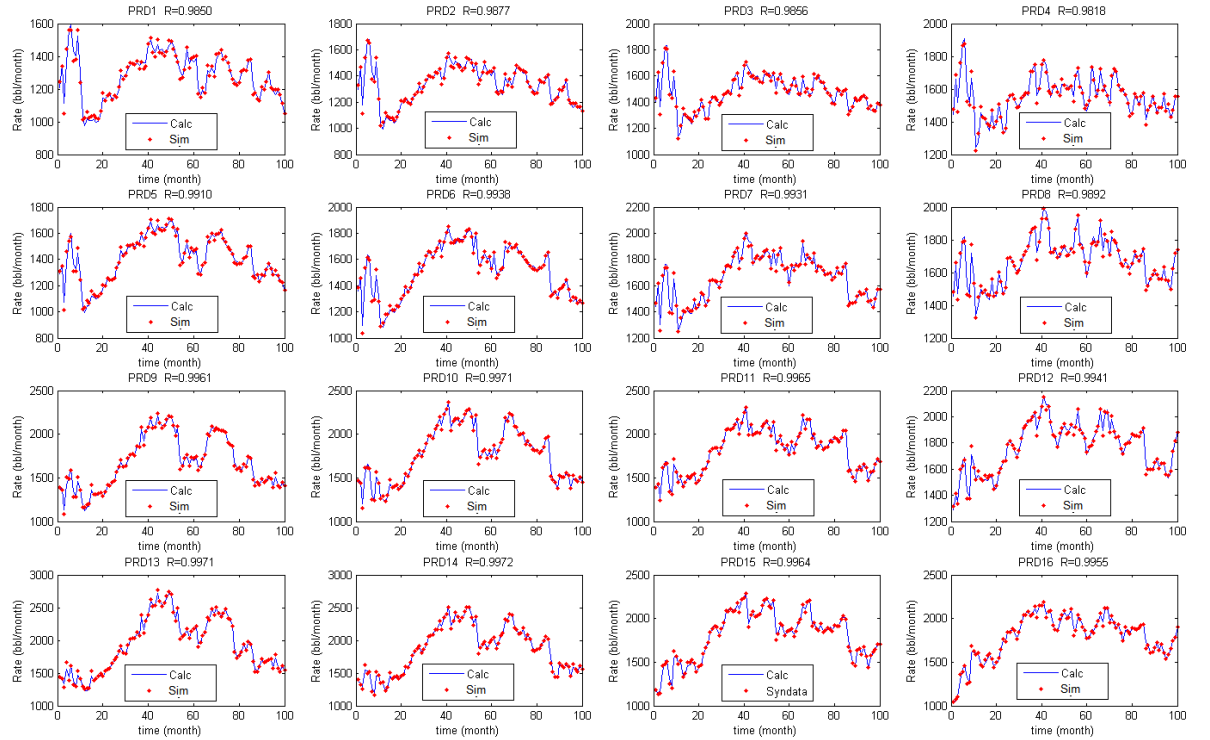 PRD1 R=0.9850
Rate (bbl/month)
1600
1400
1200
1000
800
Calc
Sim
0 20 40 60 80 100
time (month)
PRD2 R=0.9877
Rate (bbl/month)
1800
1600
1400
1200
1000
800
Calc
Sim
0 20 40 60 80 100
time (month)
PRD3 R=0.9856
Rate (bbl/month)
2000
1800
1600
1400
1200
1000
Calc
Sim
0 20 40 60 80 100
time (month)
PRD4 R=0.9818
Rate (bbl/month)
2000
1800
1600
1400
1200
Calc
Sim
0 20 40 60 80 100
time (month)
PRD5 R=0.9910
Rate (bbl/month)
1800
1600
1400
1200
1000
800
Calc
Sim
0 20 40 60 80 100
time (month)
PRD6 R=0.9938
Rate (bbl/month)
2000
1800
1600
1400
1200
1000
Calc
Sim
0 20 40 60 80 100
time (month)
PRD7 R=0.9931
Rate (bbl/month)
2200
2000
1800
1600
1400
1200
Calc
Sim
0 20 40 60 80 100
time (month)
PRD8 R=0.9892
Rate (bbl/month)
2000
1800
1600
1400
1200
Calc
Sim
0 20 40 60 80 100
time (month)
PRD9 R=0.9961
Rate (bbl/month)
2500
2000
1500
1000
Calc
Sim
0 20 40 60 80 100
time (month)
PRD10 R=0.9971
Rate (bbl/month)
2500
2000
1500
1000
Calc
Sim
0 20 40 60 80 100
time (month)
PRD11 R=0.9965
Rate (bbl/month)
2500
2000
1500
1000
Calc
Sim
0 20 40 60 80 100
time (month)
PRD12 R=0.9941
Rate (bbl/month)
2200
2000
1800
1600
1400
1200
Calc
Sim
0 20 40 60 80 100
time (month)
PRD13 R=0.9971
Rate (bbl/month)
3000
2500
2000
1500
1000
Calc
Sim
0 20 40 60 80 100
time (month)
PRD14 R=0.9972
Rate (bbl/month)
3000
2500
2000
1500
1000
Calc
Sim
0 20 40 60 80 100
time (month)
PRD15 R=0.9964
Rate (bbl/month)
2500
2000
1500
1000
Calc
Syndata
0 20 40 60 80 100
time (month)
PRD16 R=0.9955
Rate (bbl/month)
2500
2000
1500
1000
Calc
Sim
0 20 40 60 80 100
time (month)